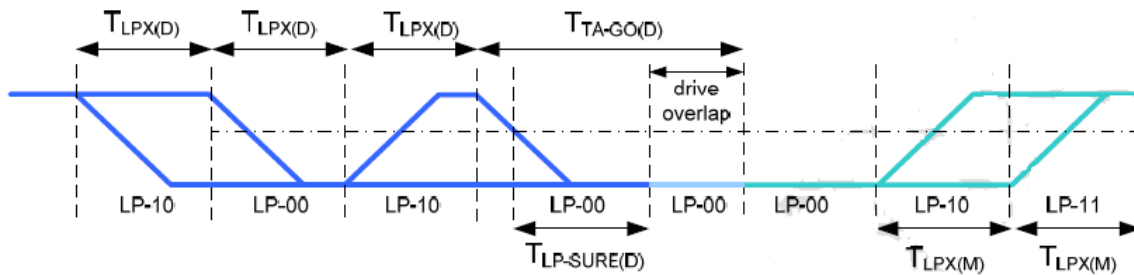 TLPX(D) TLPX(D) TLPX(D) TTA-GO(D)
drive
overlap
LP-10 LP-00 LP-10 LP-00 LP-00 LP-00 LP-10 LP-11
TLP-SURE(D) TLPX(M) TLPX(M)